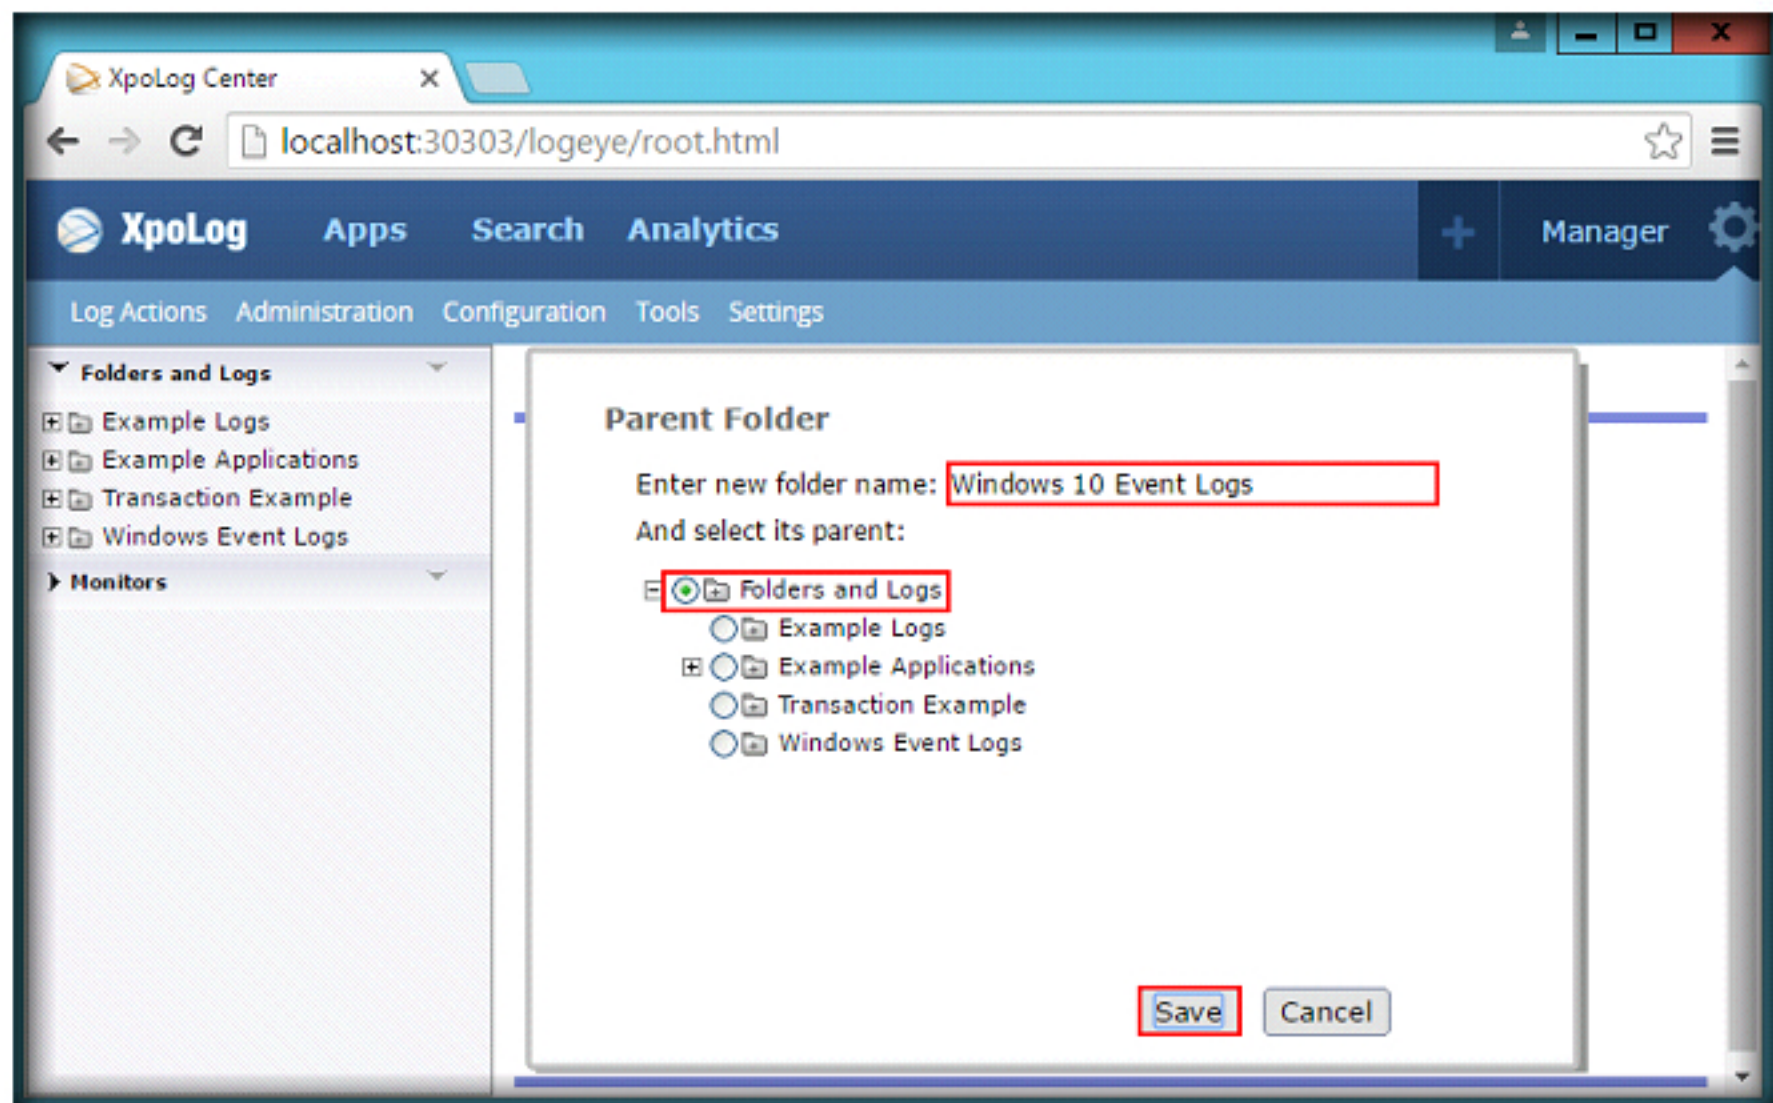 XpoLog Center
localhost:30303/logeye/root.html
XpoLog Apps Search Analytics Manager
Log Actions Administration Configuration Tools Settings
Folders and Logs
Example Logs
Example Applications
Transaction Example
Windows Event Logs
Monitors
Parent Folder
Enter new folder name: Windows 10 Event Logs
And select its parent:
Folders and Logs
Example Logs
Example Applications
Transaction Example
Windows Event Logs
Save Cancel